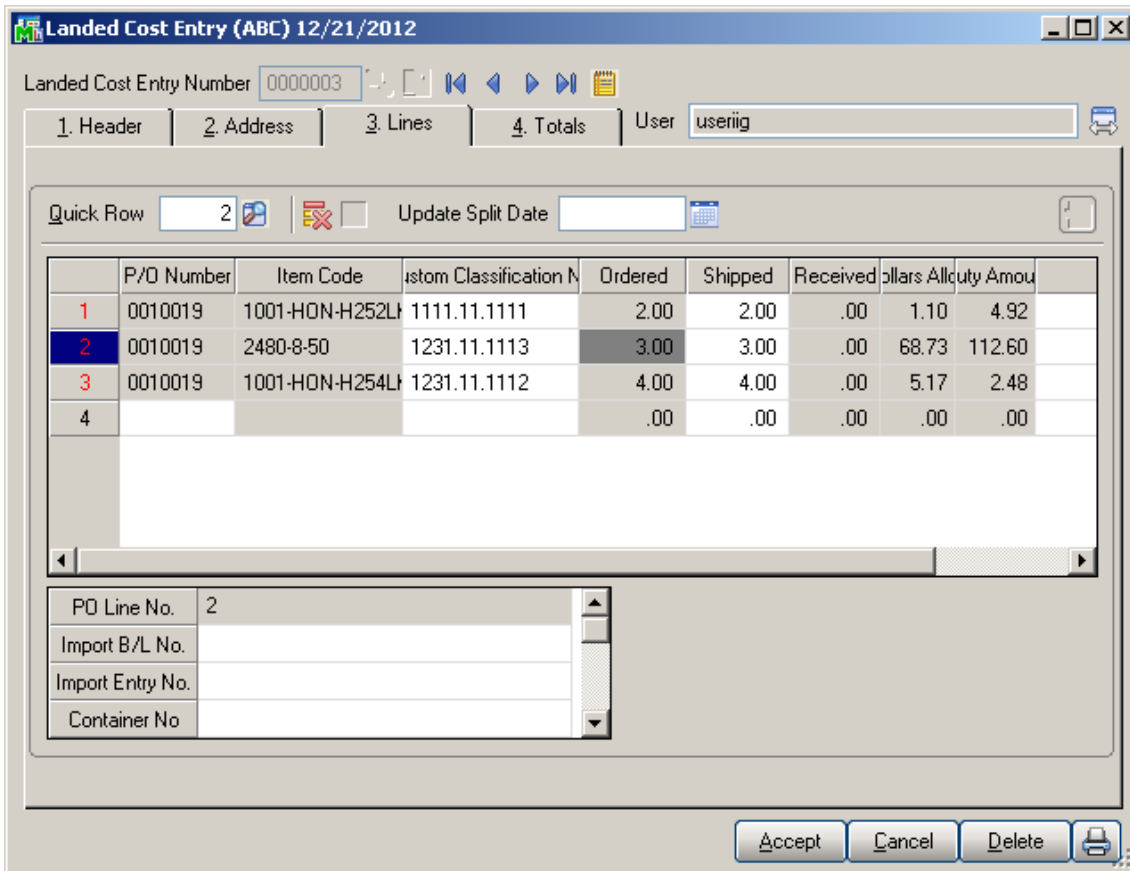 Landed Cost Entry (ABC) 12/21/2012
Landed Cost Entry Number 0000003
1. Header 2. Address 3. Lines 4. Totals User useriig
Quick Row 2 Update Split Date
P/O Number Item Code ustom Classification N Ordered Shipped Received ollars Allo uty Amou
1 0010019 1001-HON-H252LK 1111.11.1111 2.00 2.00 .00 1.10 4.92
2 0010019 2480-8-50 1231.11.1113 3.00 3.00 .00 68.73 112.60
3 0010019 1001-HON-H254LK 1231.11.1112 4.00 4.00 .00 5.17 2.48
4 .00 .00 .00 .00 .00
PO Line No. 2
Import B/L No.
Import Entry No.
Container No
Accept Cancel Delete